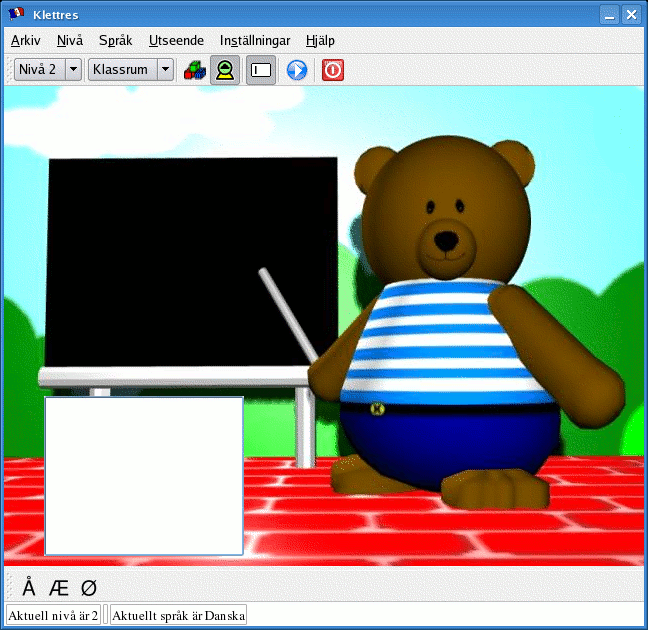 Klettres
Arkiv Nivå Språk Utseende Inställningar Hjälp
Nivå 2 Klassrum
Å Æ Ø
Aktuell nivå är 2 Aktuellt språk är Danska